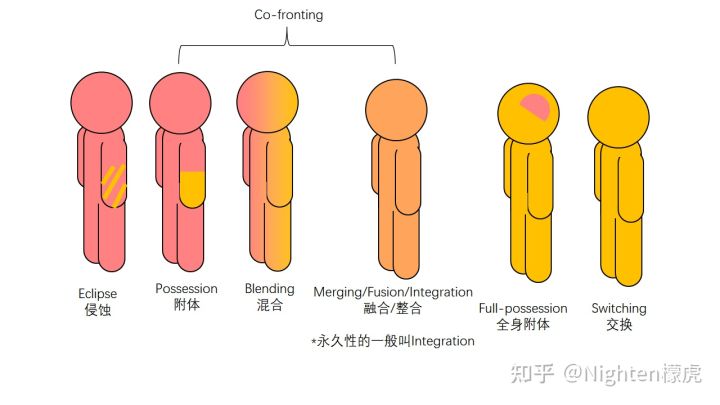 Co-fronting
Eclipse
侵蚀
Possession
附体
Blending
混合
Merging/Fusion/Integration
融合/整合
*永久性的一般叫Integration
Full-possession
全身附体
Switching
交换
知乎 @Nighten檬虎